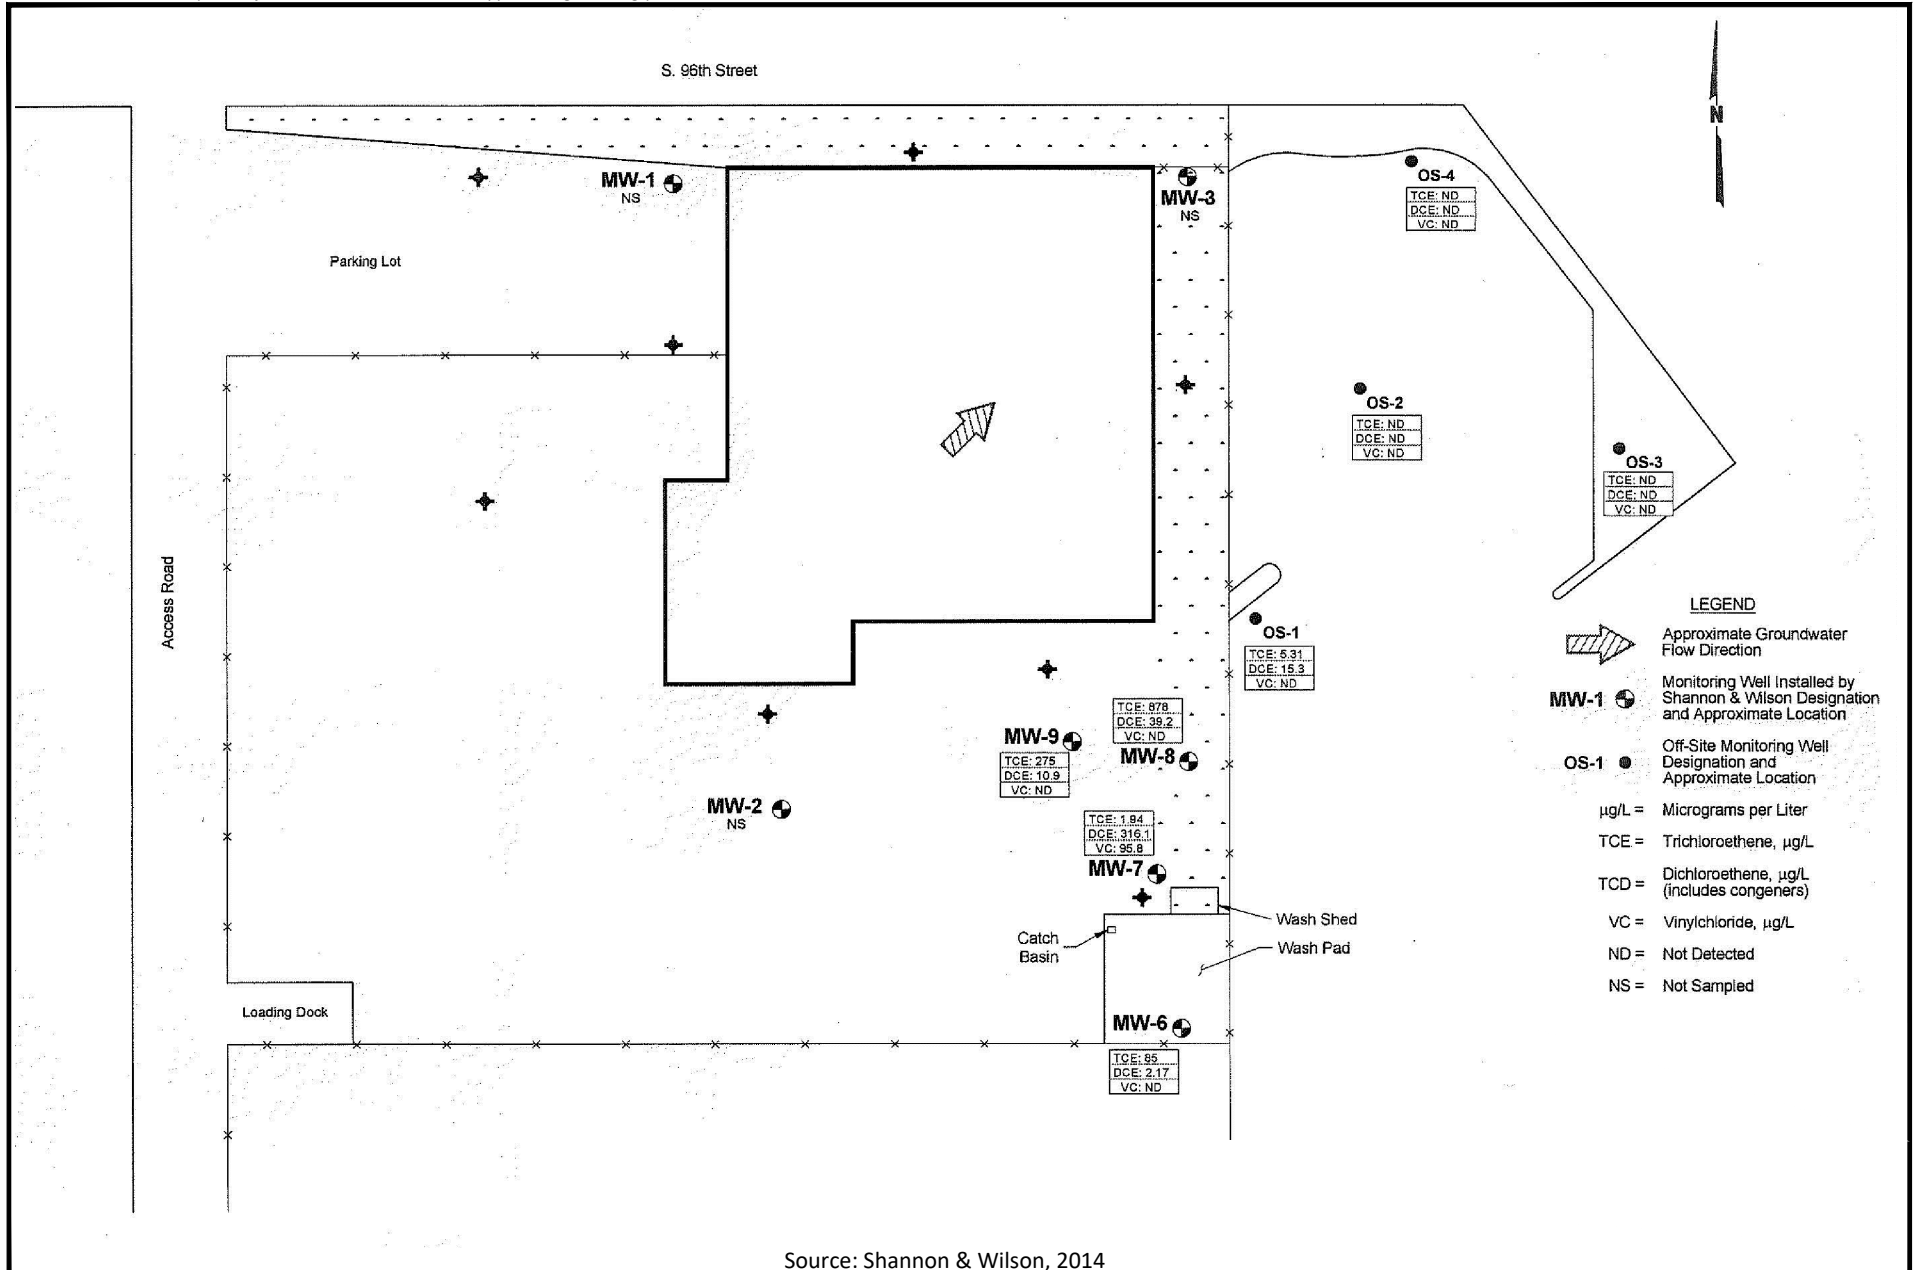 S. 96th Street
N
MW-1
NS
MW-3
NS
OS-4
TCE: ND
DCE: ND
VC: ND
Parking Lot
OS-2
TCE: ND
DCE: ND
VC: ND
OS-3
TCE: ND
DCE: ND
VC: ND
Access Road
OS-1
TCE: 5.31
DCE: 15.3
VC: ND
TCE: 878
DCE: 39.2
VC: ND
MW-8
MW-9
TCE: 275
DCE: 10.9
VC: ND
MW-2
NS
TCE: 1.94
DCE: 316.1
VC: 95.8
MW-7
Wash Shed
Catch
Basin
Wash Pad
Loading Dock
MW-6
TCE: 85
DCE: 2.17
VC: ND
LEGEND
Approximate Groundwater
Flow Direction
MW-1
Monitoring Well Installed by
Shannon & Wilson Designation
and Approximate Location
OS-1
Off-Site Monitoring Well
Designation and
Approximate Location
µg/L = Micrograms per Liter
TCE = Trichloroethene, µg/L
TCD = Dichloroethene, µg/L
(includes congeners)
VC = Vinylchloride, µg/L
ND = Not Detected
NS = Not Sampled
Source: Shannon & Wilson, 2014